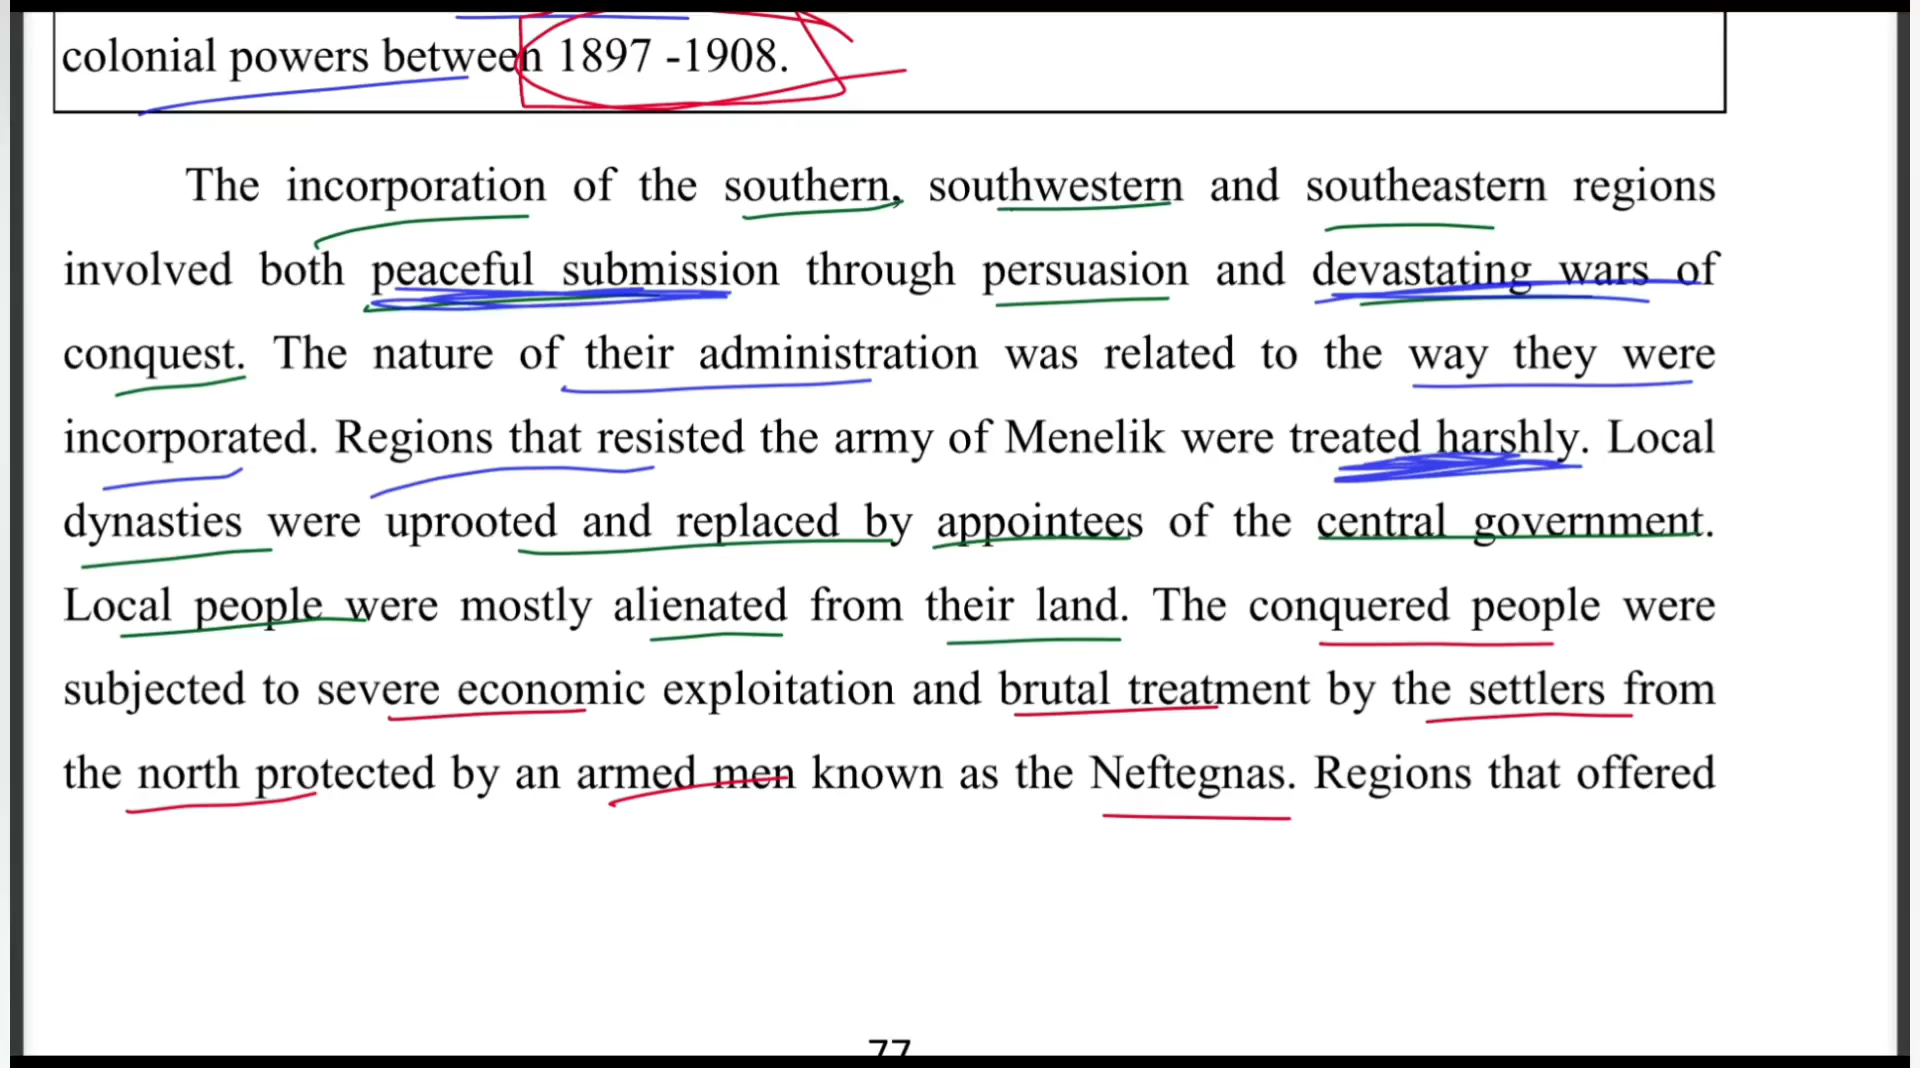 colonial powers between 1897 -1908.
The incorporation of the southern, southwestern and southeastern regions
involved both peaceful submission through persuasion and devastating wars of
conquest. The nature of their administration was related to the way they were
incorporated. Regions that resisted the army of Menelik were treated harshly. Local
dynasties were uprooted and replaced by appointees of the central government.
Local people were mostly alienated from their land. The conquered people were
subjected to severe economic exploitation and brutal treatment by the settlers from
the north protected by an armed men known as the Neftegnas. Regions that offered
77